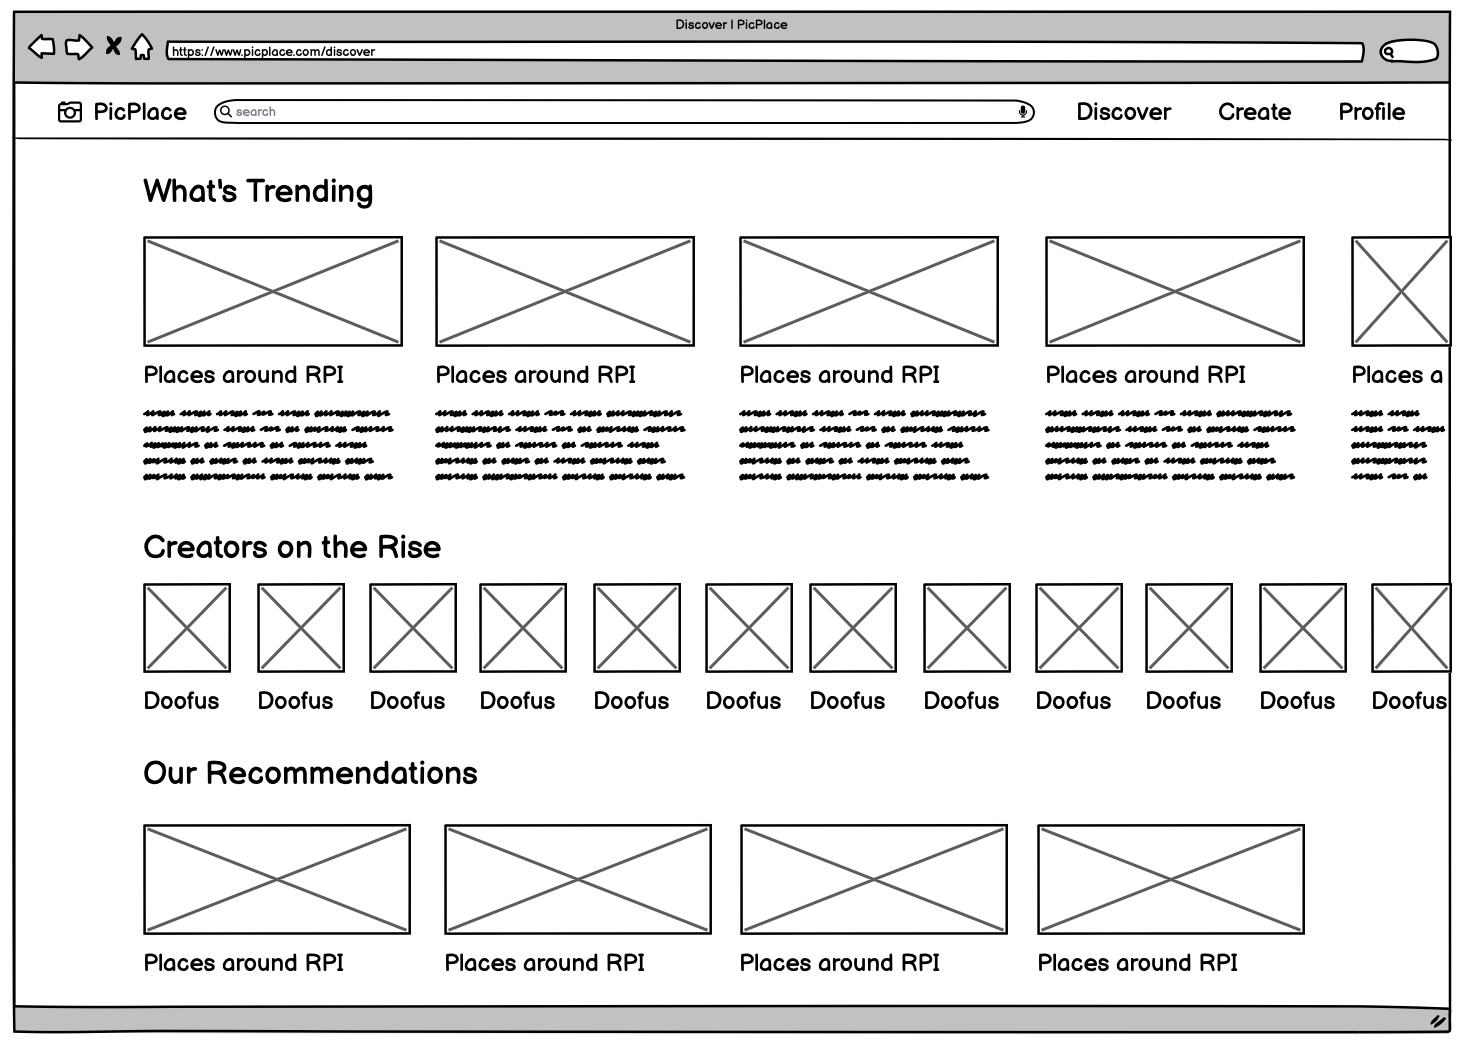 Discover | PicPlace
https://www.picplace.com/discover
PicPlace search Discover Create Profile
What's Trending
Places around RPI Places around RPI Places around RPI Places around RPI Places a
Creators on the Rise
Doofus Doofus Doofus Doofus Doofus Doofus Doofus Doofus Doofus Doofus Doofus Doofus
Our Recommendations
Places around RPI Places around RPI Places around RPI Places around RPI